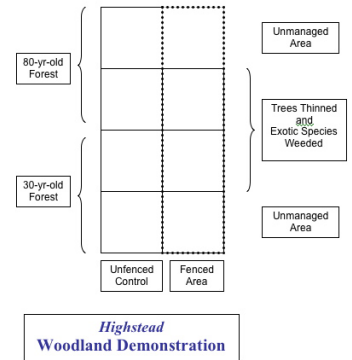 Unmanaged
Area
80-yr-old
Forest
Trees Thinned
and
Exotic Species
Weeded
30-yr-old
Forest
Unmanaged
Area
Unfenced
Control
Fenced
Area
Highstead
Woodland Demonstration